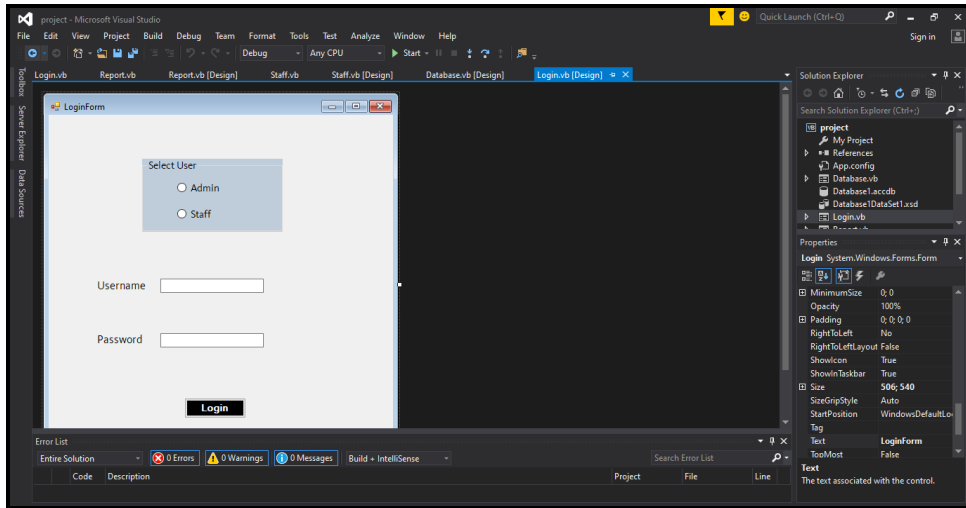 project - Microsoft Visual Studio
Quick Launch (Ctrl+Q)
File Edit View Project Build Debug Team Format Tools Test Analyze Window Help
Sign in
Debug Any CPU Start
Login.vb Report.vb Report.vb [Design] Staff.vb Staff.vb [Design] Database.vb [Design] Login.vb [Design]
Toolbox
Server Explorer
Data Sources
LoginForm
Select User
Admin
Staff
Username
Password
Login
Solution Explorer
Search Solution Explorer (Ctrl+;)
VB project
My Project
References
App.config
Database.vb
Database1.accdb
Database1DataSet1.xsd
Login.vb
Report.vb
Properties
Login System.Windows.Forms.Form
MinimumSize 0; 0
Opacity 100%
Padding 0; 0; 0; 0
RightToLeft No
RightToLeftLayout False
ShowIcon True
ShowInTaskbar True
Size 506; 540
SizeGripStyle Auto
StartPosition WindowsDefaultLo
Tag
Text LoginForm
TopMost False
Text
The text associated with the control.
Error List
Entire Solution 0 Errors 0 Warnings 0 Messages Build + IntelliSense Search Error List
Code Description Project File Line